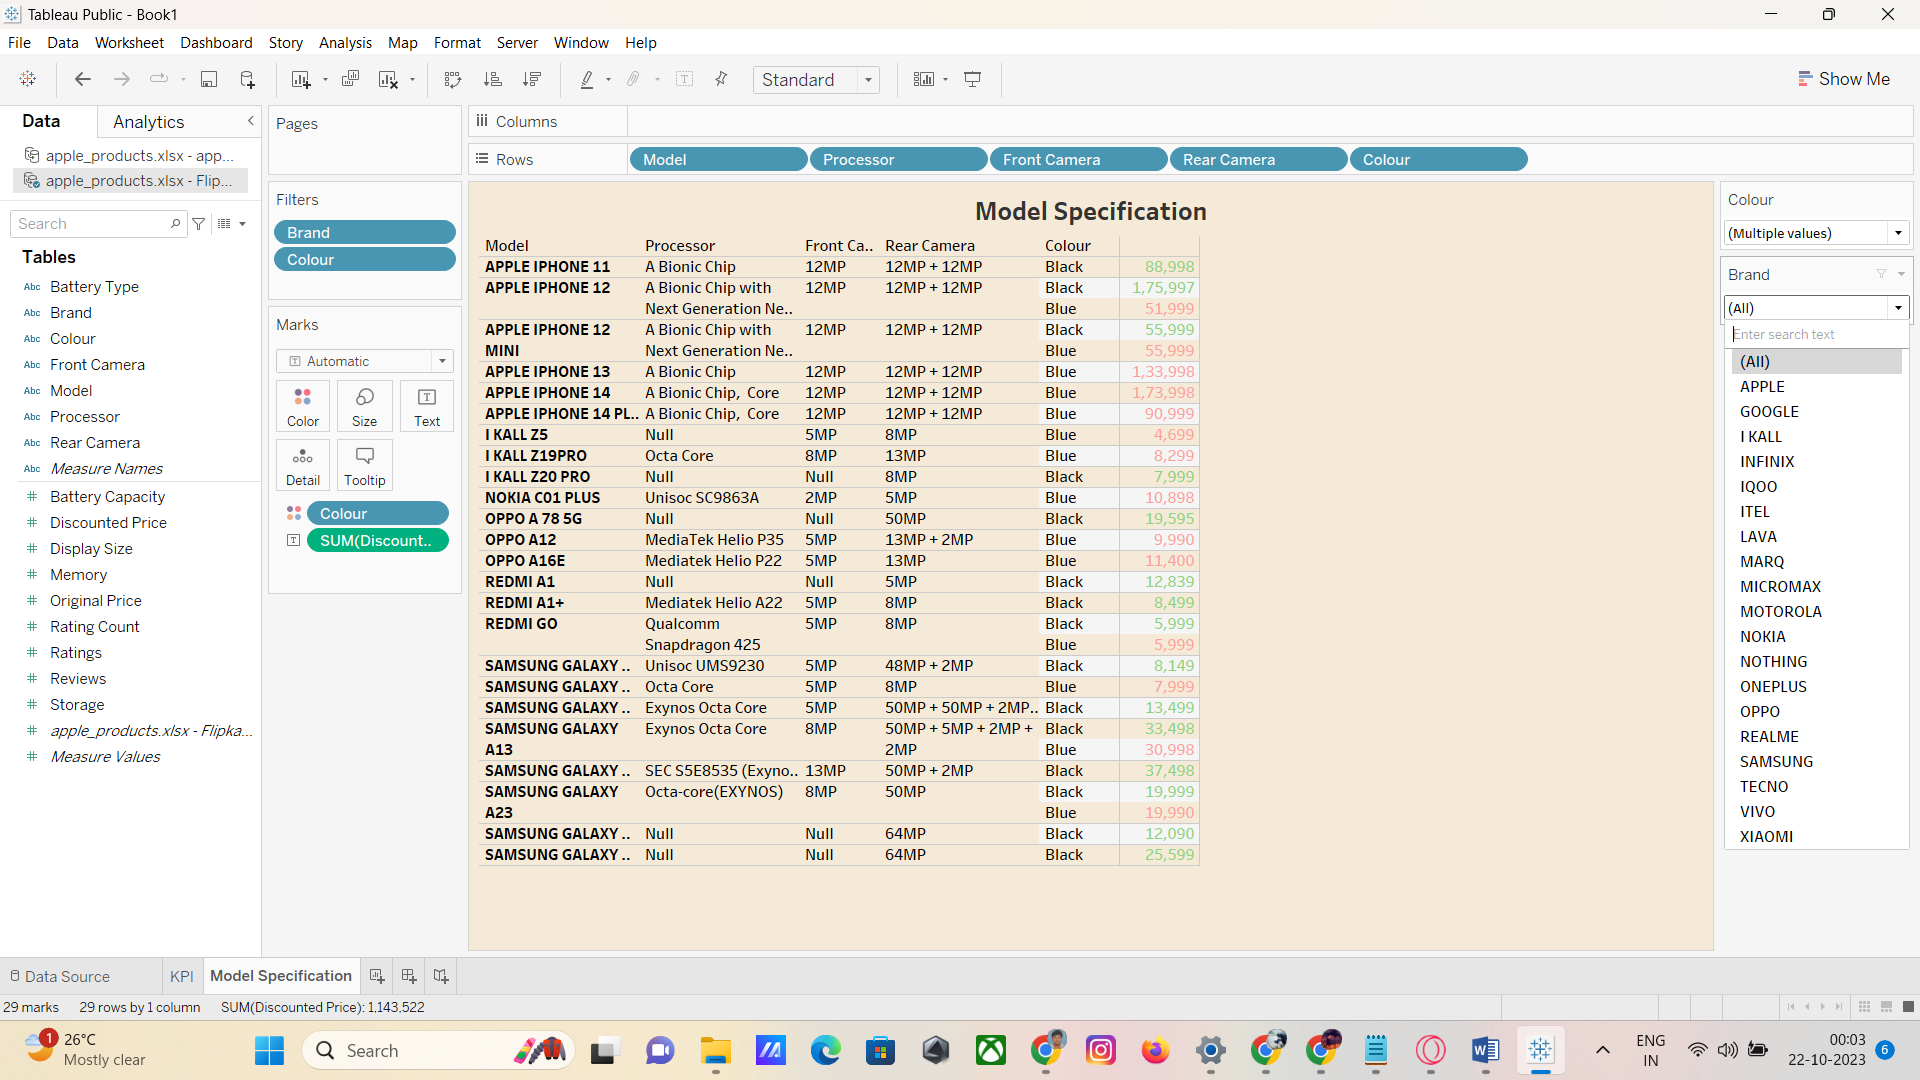 Tableau Public - Book1
File Data Worksheet Dashboard Story Analysis Map Format Server Window Help
Standard
Show Me
Data Analytics
apple_products.xlsx - app...
apple_products.xlsx - Flip...
Search
Tables
Abc Battery Type
Abc Brand
Abc Colour
Abc Front Camera
Abc Model
Abc Processor
Abc Rear Camera
Abc Measure Names
# Battery Capacity
# Discounted Price
# Display Size
# Memory
# Original Price
# Rating Count
# Ratings
# Reviews
# Storage
# apple_products.xlsx - Flipka...
# Measure Values
Pages
Filters
Brand
Colour
Marks
T Automatic
Color Size Text
Detail Tooltip
Colour
T SUM(Discount..
Columns
Rows Model Processor Front Camera Rear Camera Colour
Model Specification
Model Processor Front Ca.. Rear Camera Colour
APPLE IPHONE 11 A Bionic Chip 12MP 12MP + 12MP Black 88,998
APPLE IPHONE 12 A Bionic Chip with 12MP 12MP + 12MP Black 1,75,997
Next Generation Ne.. Blue 51,999
APPLE IPHONE 12 A Bionic Chip with 12MP 12MP + 12MP Black 55,999
MINI Next Generation Ne.. Blue 55,999
APPLE IPHONE 13 A Bionic Chip 12MP 12MP + 12MP Blue 1,33,998
APPLE IPHONE 14 A Bionic Chip, Core 12MP 12MP + 12MP Blue 1,73,998
APPLE IPHONE 14 PL.. A Bionic Chip, Core 12MP 12MP + 12MP Blue 90,999
I KALL Z5 Null 5MP 8MP Blue 4,699
I KALL Z19PRO Octa Core 8MP 13MP Blue 8,299
I KALL Z20 PRO Null Null 8MP Black 7,999
NOKIA C01 PLUS Unisoc SC9863A 2MP 5MP Blue 10,898
OPPO A 78 5G Null Null 50MP Black 19,595
OPPO A12 MediaTek Helio P35 5MP 13MP + 2MP Blue 9,990
OPPO A16E Mediatek Helio P22 5MP 13MP Blue 11,400
REDMI A1 Null Null 5MP Black 12,839
REDMI A1+ Mediatek Helio A22 5MP 8MP Black 8,499
REDMI GO Qualcomm 5MP 8MP Black 5,999
Snapdragon 425 Blue 5,999
SAMSUNG GALAXY .. Unisoc UMS9230 5MP 48MP + 2MP Black 8,149
SAMSUNG GALAXY .. Octa Core 5MP 8MP Blue 7,999
SAMSUNG GALAXY .. Exynos Octa Core 5MP 50MP + 50MP + 2MP.. Black 13,499
SAMSUNG GALAXY Exynos Octa Core 8MP 50MP + 5MP + 2MP + Black 33,498
A13 2MP Blue 30,998
SAMSUNG GALAXY .. SEC S5E8535 (Exyno.. 13MP 50MP + 2MP Black 37,498
SAMSUNG GALAXY Octa-core(EXYNOS) 8MP 50MP Black 19,999
A23 Blue 19,990
SAMSUNG GALAXY .. Null Null 64MP Black 12,090
SAMSUNG GALAXY .. Null Null 64MP Black 25,599
Colour
(Multiple values)
Brand
(All)
Enter search text
(All)
APPLE
GOOGLE
I KALL
INFINIX
IQOO
ITEL
LAVA
MARQ
MICROMAX
MOTOROLA
NOKIA
NOTHING
ONEPLUS
OPPO
REALME
SAMSUNG
TECNO
VIVO
XIAOMI
Data Source KPI Model Specification
29 marks 29 rows by 1 column SUM(Discounted Price): 1,143,522
1 26°C
Mostly clear
Search
ENG
IN
00:03
22-10-2023
6